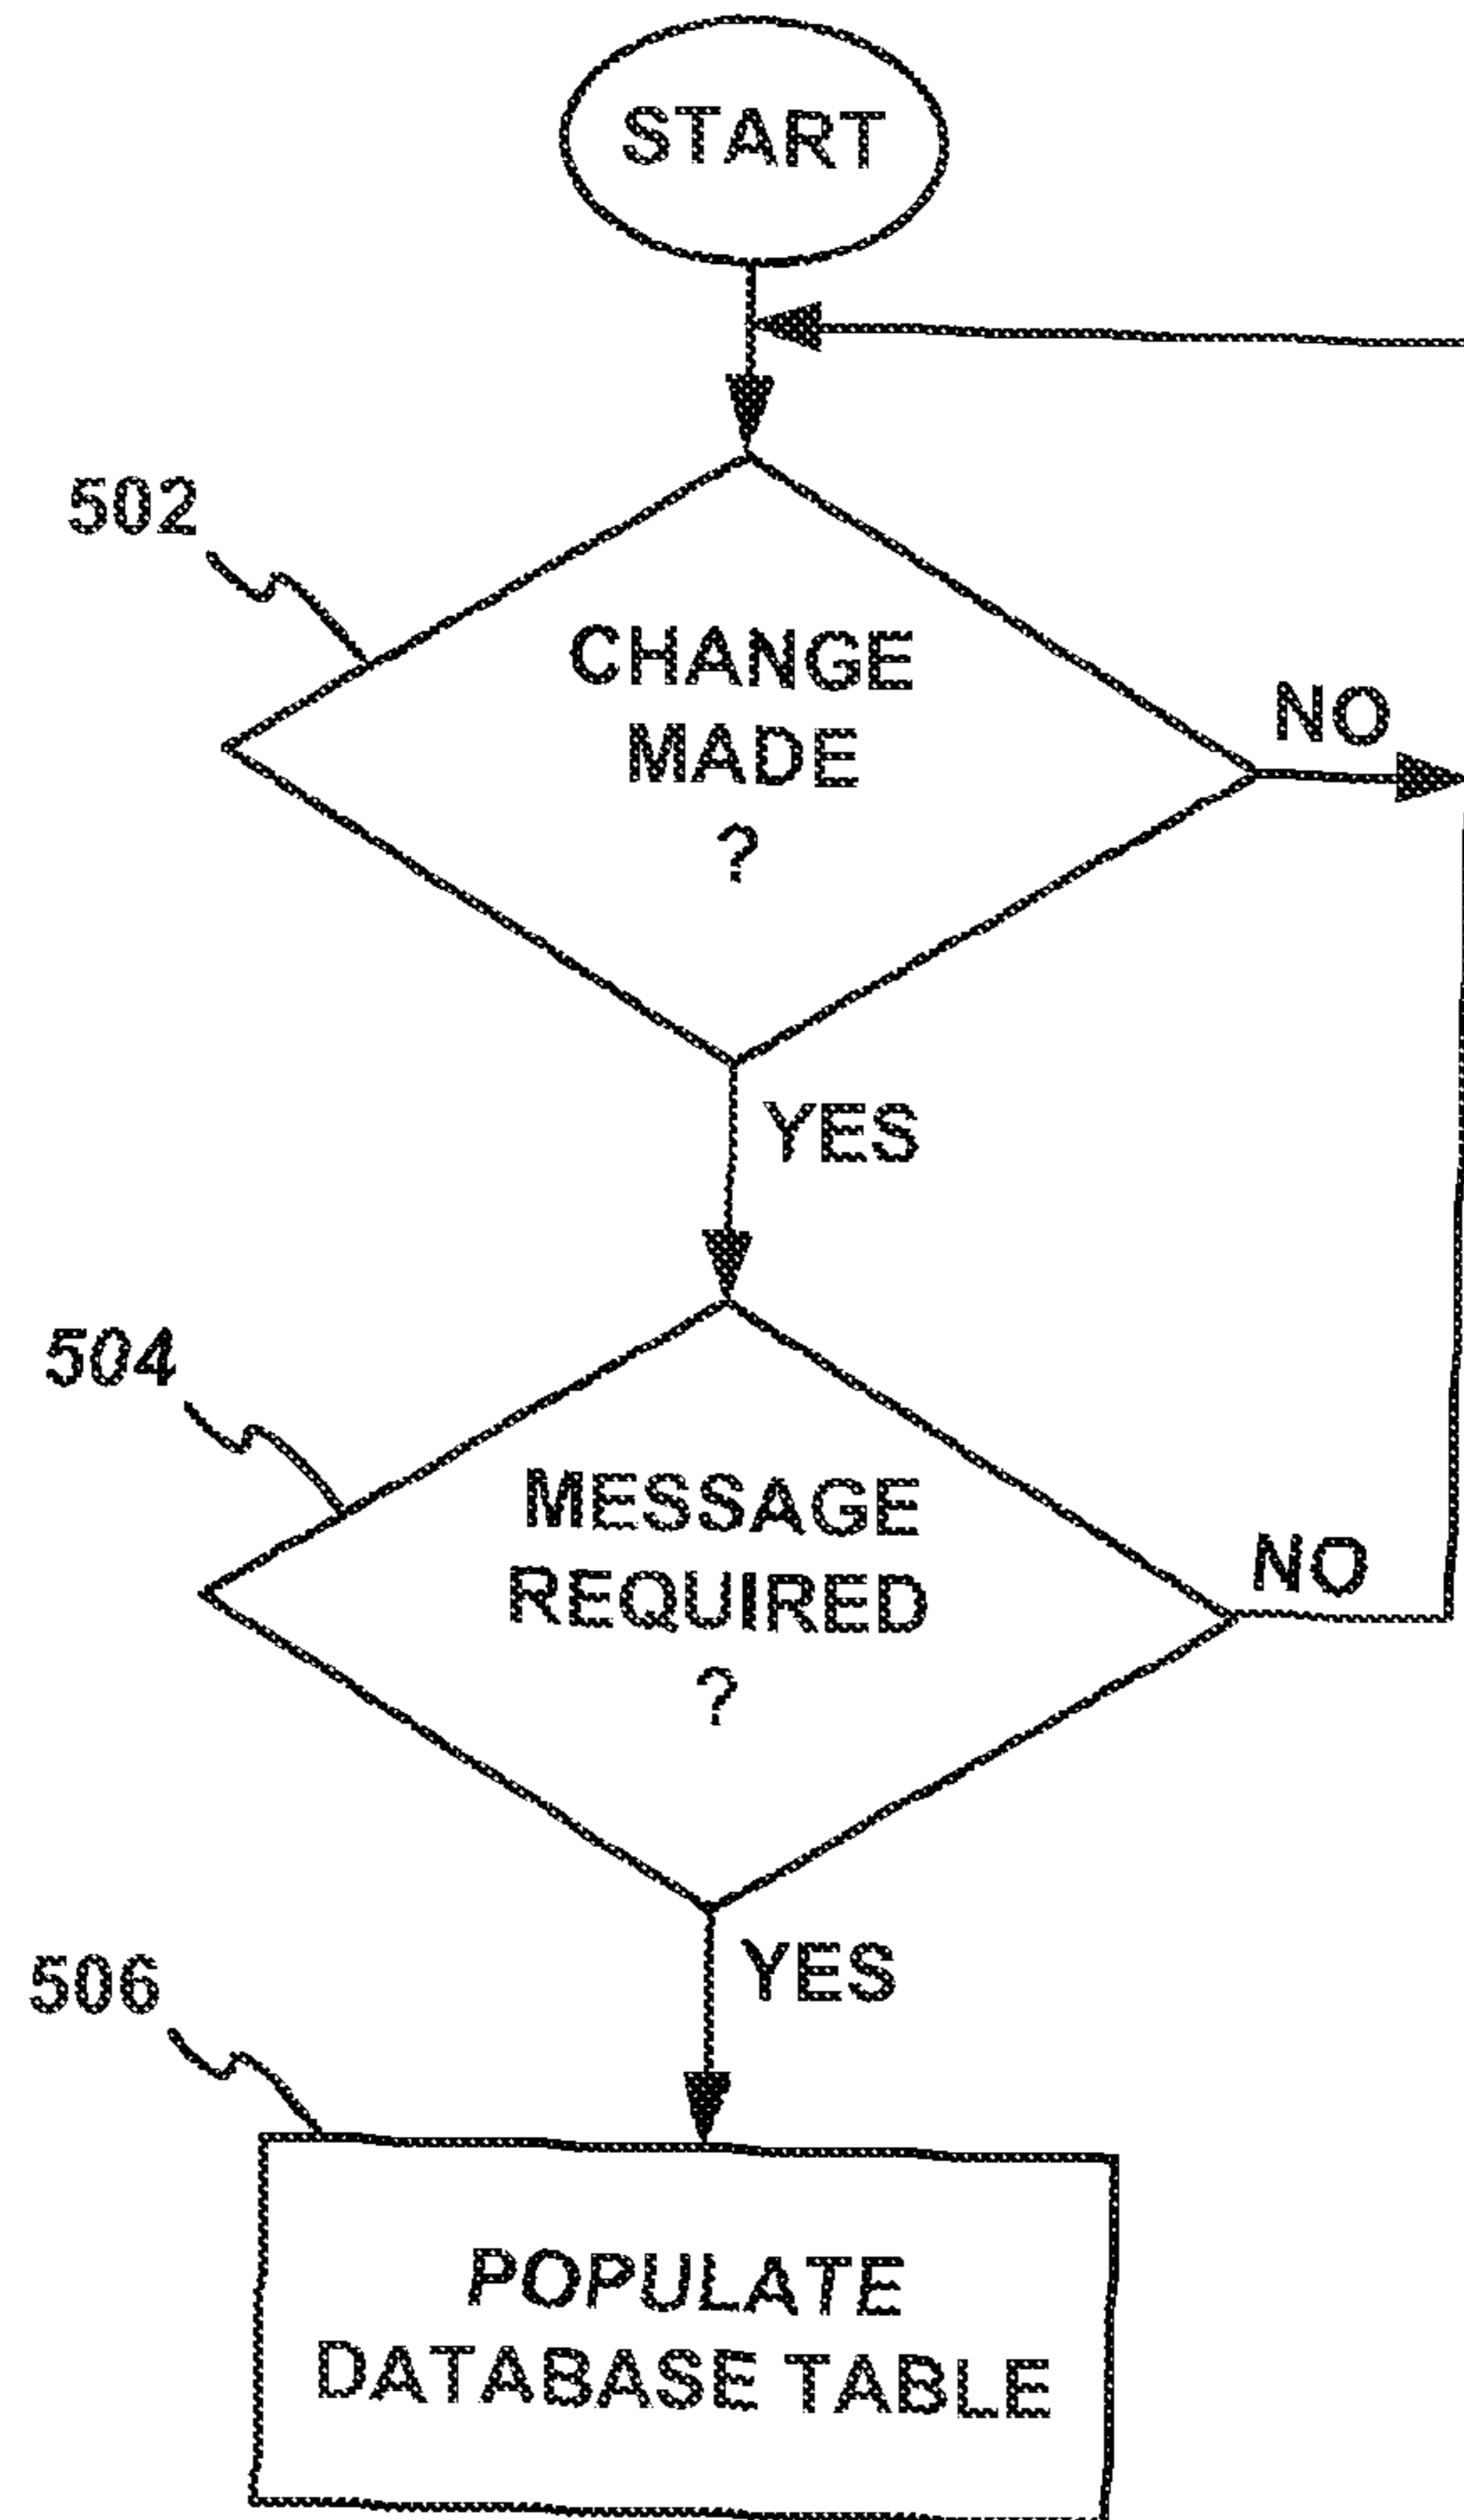 START
502
CHANGE
MADE
?
NO
YES
504
MESSAGE
REQUIRED
?
NO
YES
506
POPULATE
DATABASE TABLE